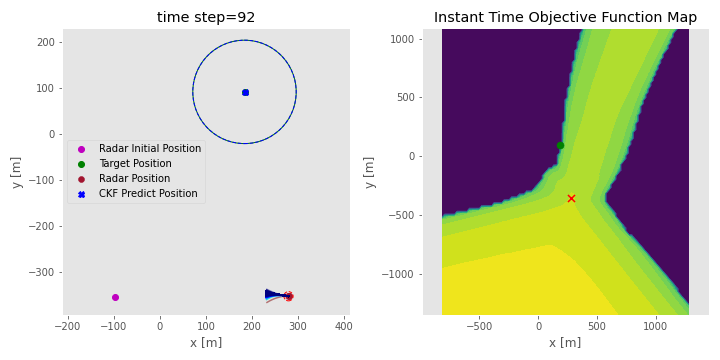 time step=92
200
100
0
−100
−200
−300
y [m]
−200
−100
0
100
200
300
400
x [m]
Radar Initial Position
Target Position
Radar Position
CKF Predict Position
Instant Time Objective Function Map
1000
500
0
−500
−1000
y [m]
−500
0
500
1000
x [m]